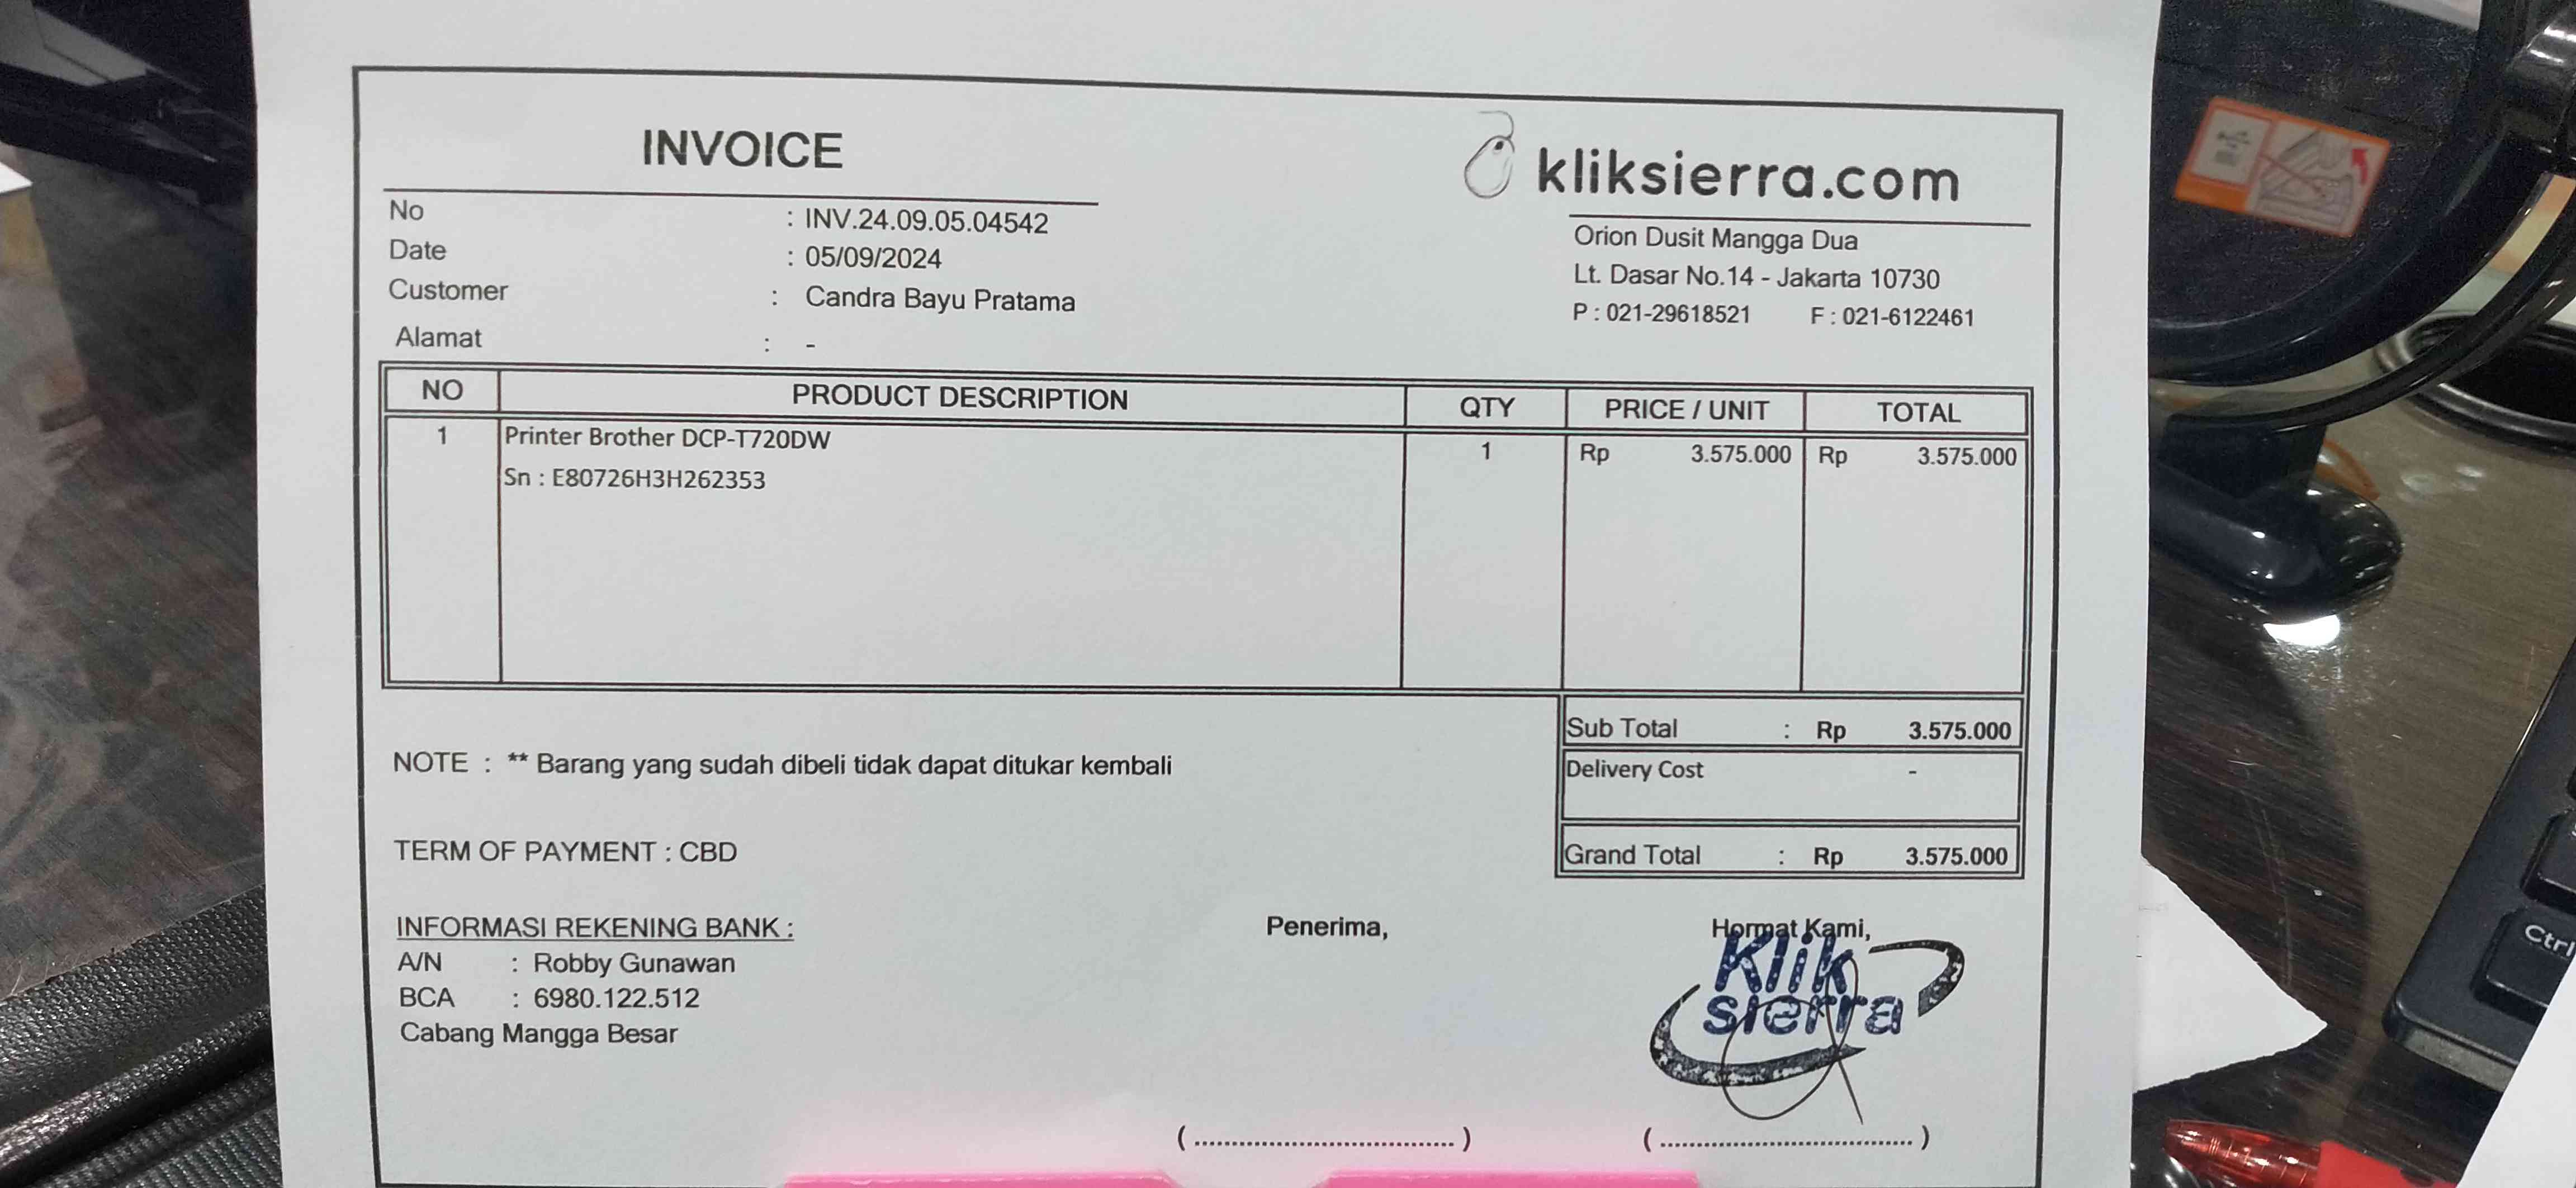 INVOICE
kliksierra.com
No : INV.24.09.05.04542
Date : 05/09/2024
Customer : Candra Bayu Pratama
Alamat : -
Orion Dusit Mangga Dua
Lt. Dasar No.14 - Jakarta 10730
P : 021-29618521 F : 021-6122461
NO PRODUCT DESCRIPTION QTY PRICE / UNIT TOTAL
1 Printer Brother DCP-T720DW 1 Rp 3.575.000 Rp 3.575.000
Sn : E80726H3H262353
Sub Total : Rp 3.575.000
Delivery Cost -
Grand Total : Rp 3.575.000
NOTE : ** Barang yang sudah dibeli tidak dapat ditukar kembali
TERM OF PAYMENT : CBD
INFORMASI REKENING BANK :
A/N : Robby Gunawan
BCA : 6980.122.512
Cabang Mangga Besar
Penerima,
Hormat Kami,
Klik
sierra
(........................................)
(........................................)
Ctrl